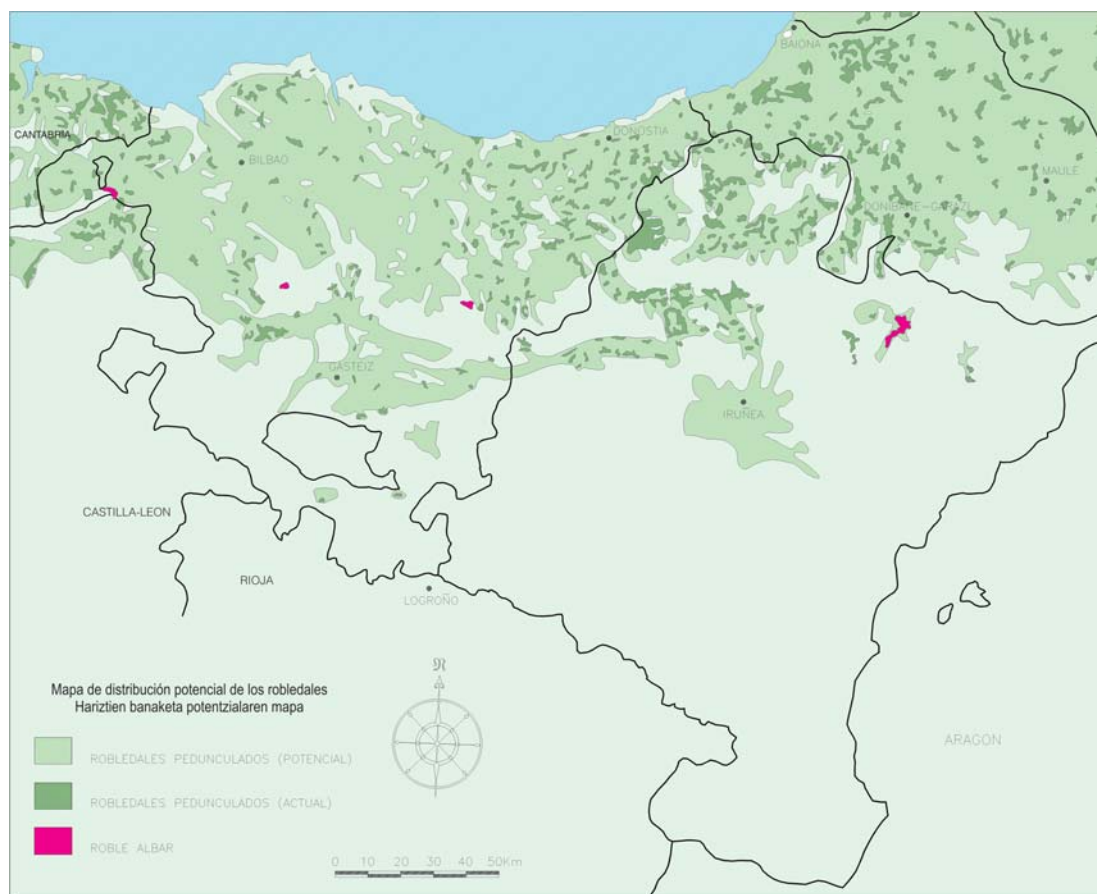 BAIONA
CANTABRIA
DONOSTIA
BILBAO
MAULE
DONIBANE-GARAZI
GASTEIZ
IRUÑEA
CASTILLA-LEON
RIOJA
LOGROÑO
N
Mapa de distribución potencial de los robledales
Hariztien banaketa potentzialaren mapa
ARAGON
ROBLEDALES PEDUNCULADOS (POTENCIAL)
ROBLEDALES PEDUNCULADOS (ACTUAL)
ROBLE ALBAR
0 10 20 30 40 50Km